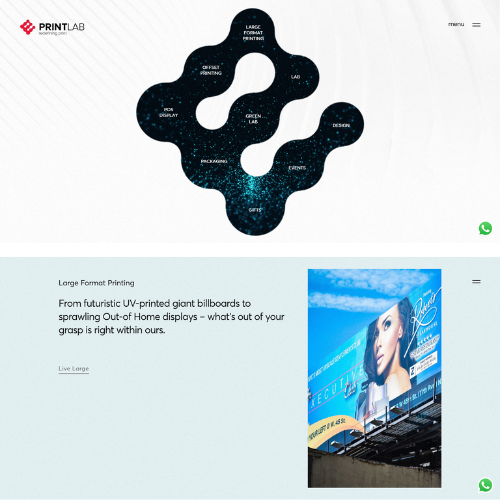 PRINTLAB
redefining print
menu
LARGE
FORMAT
PRINTING
OFFSET
PRINTING
LAB
POS
DISPLAY
GREEN
LAB
DESIGN
PACKAGING
EVENTS
GIFTS
Large Format Printing
From futuristic UV-printed giant billboards to
sprawling Out-of Home displays – what's out of your
grasp is right within ours.
Live Large
EXECUTIVE